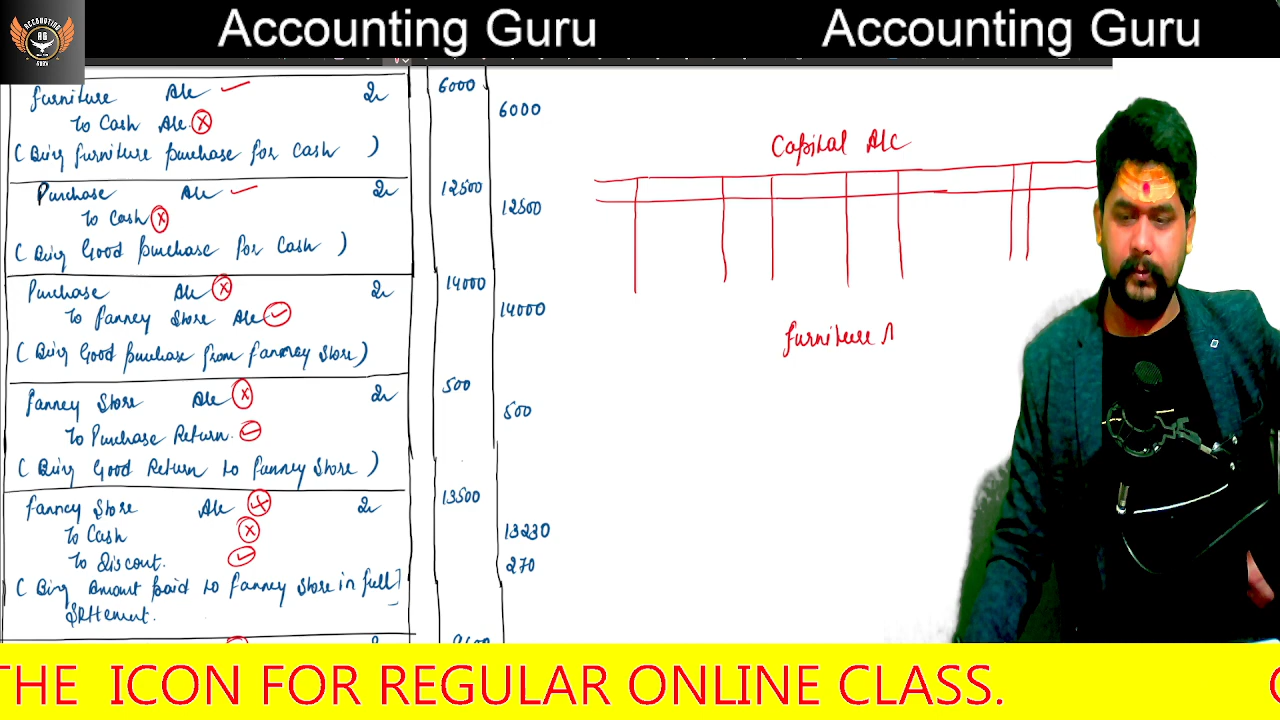 Accounting Guru
Accounting Guru
ACCOUNTING
AG
GURU
furniture A/c Dr 6000
To Cash A/c. 6000
( Being furniture purchase for Cash )
Purchase A/c Dr 12500
To Cash 12500
( Being Good purchase for Cash )
Purchase A/c Dr 14000
To fanney Store A/c 14000
( Being Good purchase from fanney Store)
fanney Store A/c Dr 500
To Purchase Return. 500
( Being Good Return to fanney Store )
fanney Store A/c Dr 13500
To Cash 13230
To Discout. 270
( Being amount paid to fanney Store in full
Capital A/C
furniture A
THE ICON FOR REGULAR ONLINE CLASS.